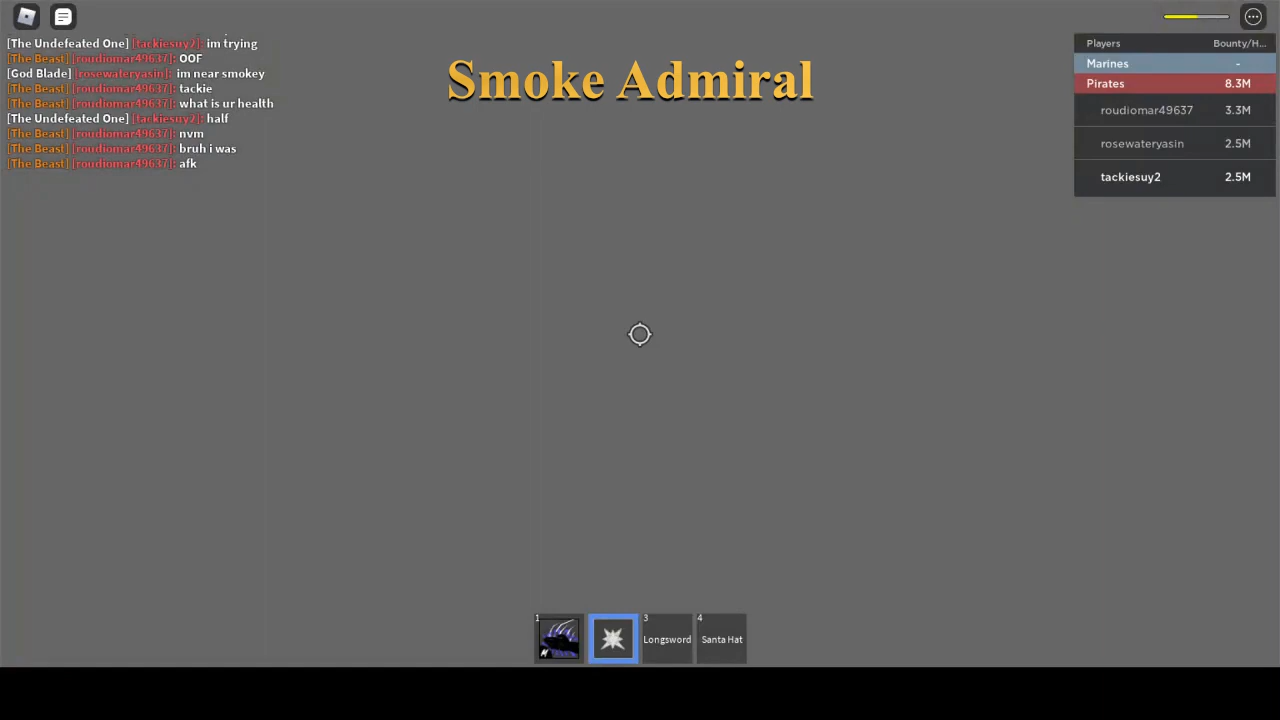 [The Undefeated One] [tackiesuy2]: im trying
[The Beast] [roudiomar49637]: OOF
[God Blade] [rosewateryasin]: im near smokey
[The Beast] [roudiomar49637]: tackie
[The Beast] [roudiomar49637]: what is ur health
[The Undefeated One] [tackiesuy2]: half
[The Beast] [roudiomar49637]: nvm
[The Beast] [roudiomar49637]: bruh i was
[The Beast] [roudiomar49637]: afk
Smoke Admiral
Players Bounty/H...
Marines -
Pirates 8.3M
roudiomar49637 3.3M
rosewateryasin 2.5M
tackiesuy2 2.5M
1
3
Longsword
4
Santa Hat